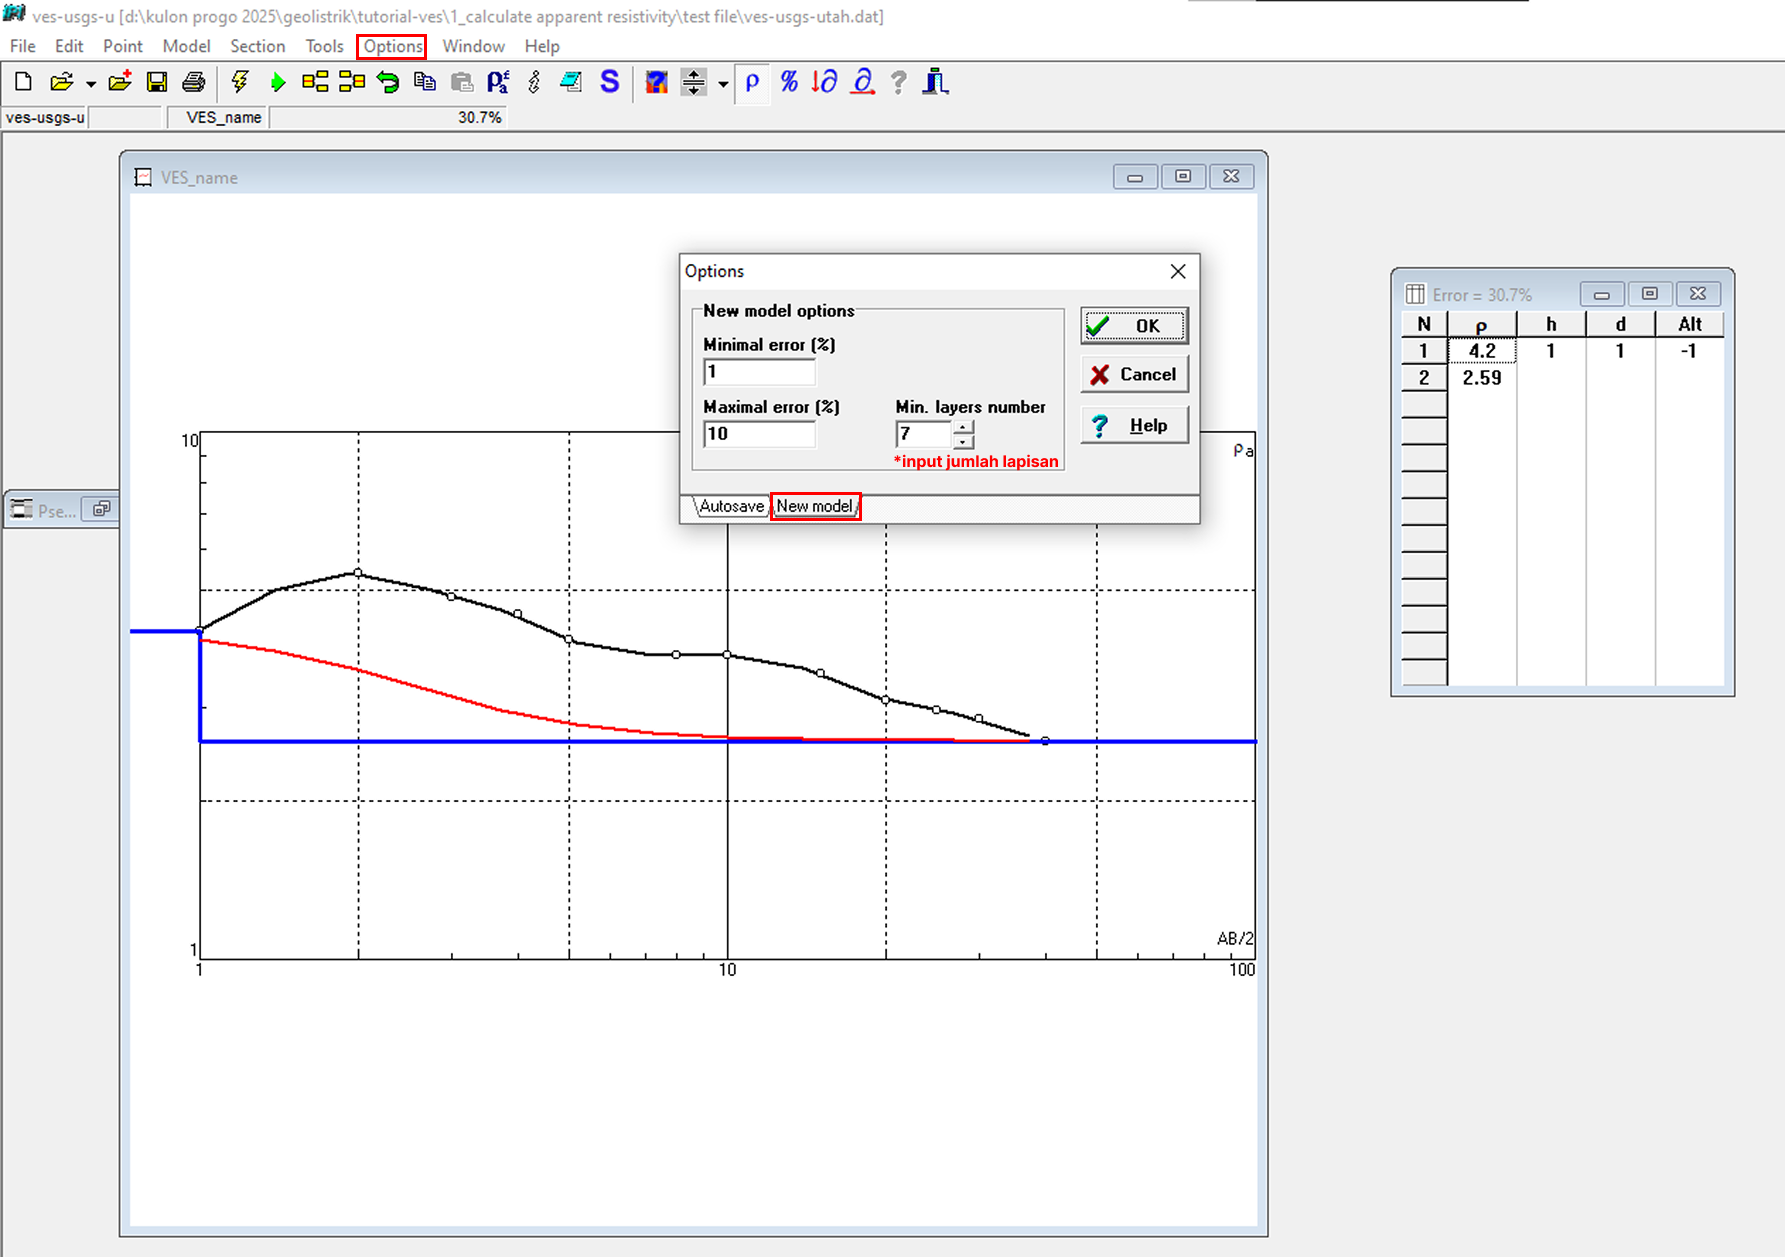 ves-usgs-u [d:\kulon progo 2025\geolistrik\tutorial-ves\1_calculate apparent resistivity\test file\ves-usgs-utah.dat]
File Edit Point Model Section Tools Options Window Help
ves-usgs-u VES_name 30.7%
VES_name
Options
New model options
Minimal error (%)
1
Maximal error (%)
10
Min. layers number
7
*input jumlah lapisan
OK
Cancel
Help
Autosave New model
Error = 30.7%
N ρ h d Alt
1 4.2 1 1 -1
2 2.59
Pse...
10
ρa
1
AB/2
1 10 100